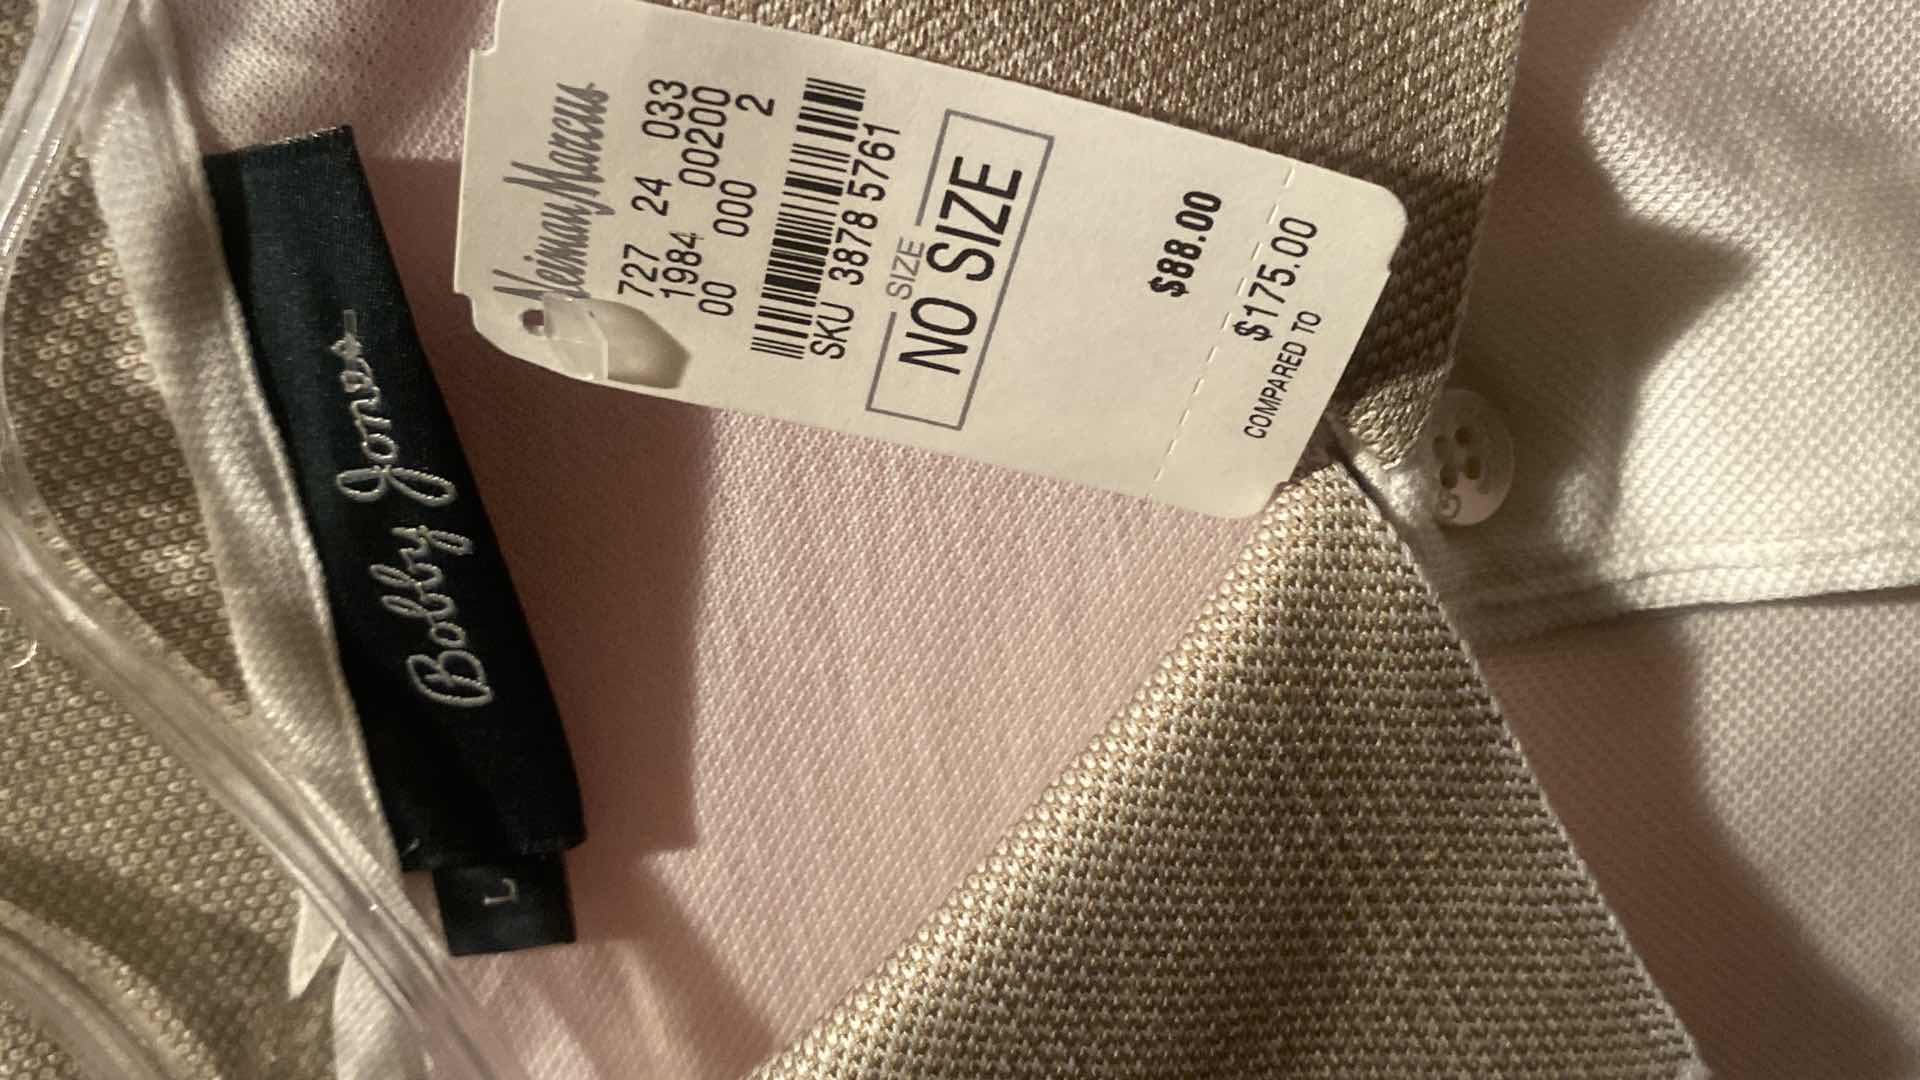 Neiman Marcus
727 24 033
1984 00200
00 000 2
SKU 3878 5761
SIZE
NO SIZE
$88.00
$175.00
COMPARED TO
Bobby Jones
L